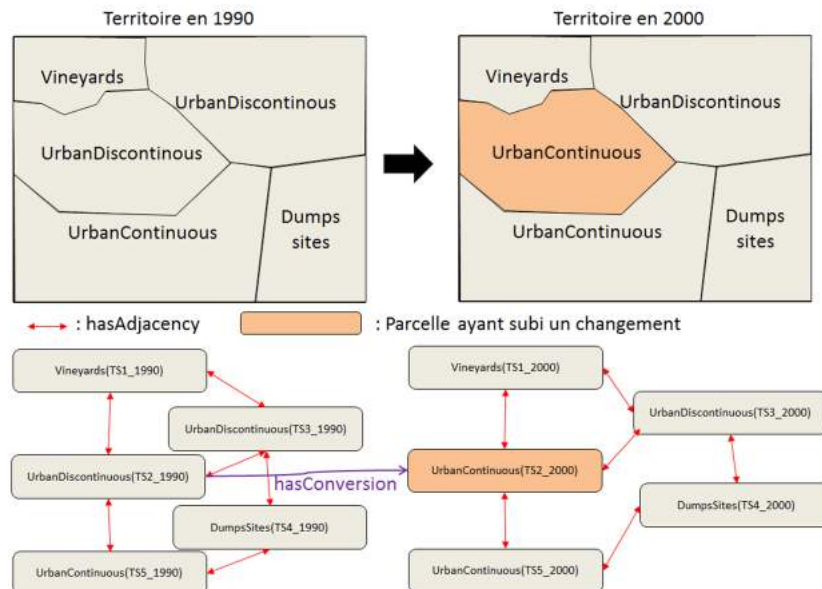 Territoire en 1990
Territoire en 2000
Vineyards
UrbanDiscontinous
UrbanDiscontinous
UrbanContinuous
Dumps
sites
Vineyards
UrbanDiscontinous
UrbanContinuous
UrbanContinuous
Dumps
sites
: hasAdjacency
: Parcelle ayant subi un changement
Vineyards(TS1_1990)
UrbanDiscontinuous(TS3_1990)
UrbanDiscontinuous(TS2_1990)
hasConversion
DumpsSites(TS4_1990)
UrbanContinuous(TS5_1990)
Vineyards(TS1_2000)
UrbanDiscontinuous(TS3_2000)
UrbanContinuous(TS2_2000)
DumpsSites(TS4_2000)
UrbanContinuous(TS5_2000)